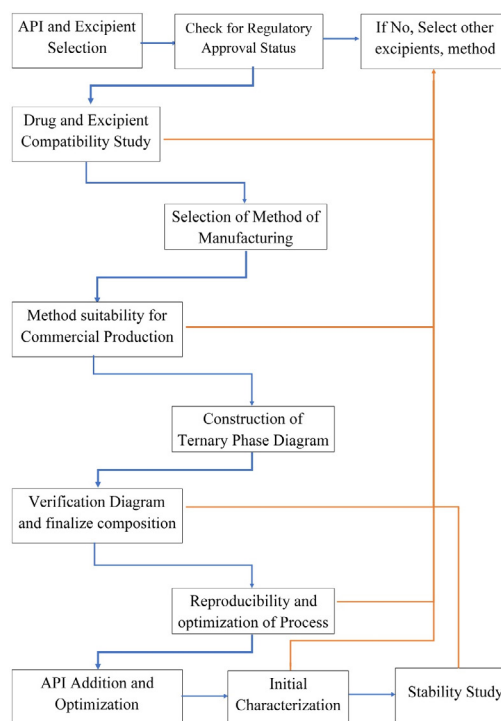 API and Excipient
Selection
Check for Regulatory
Approval Status
If No, Select other
excipients, method
Drug and Excipient
Compatibility Study
Selection of Method of
Manufacturing
Method suitability for
Commercial Production
Construction of
Ternary Phase Diagram
Verification Diagram
and finalize composition
Reproducibility and
optimization of Process
API Addition and
Optimization
Initial
Characterization
Stability Study